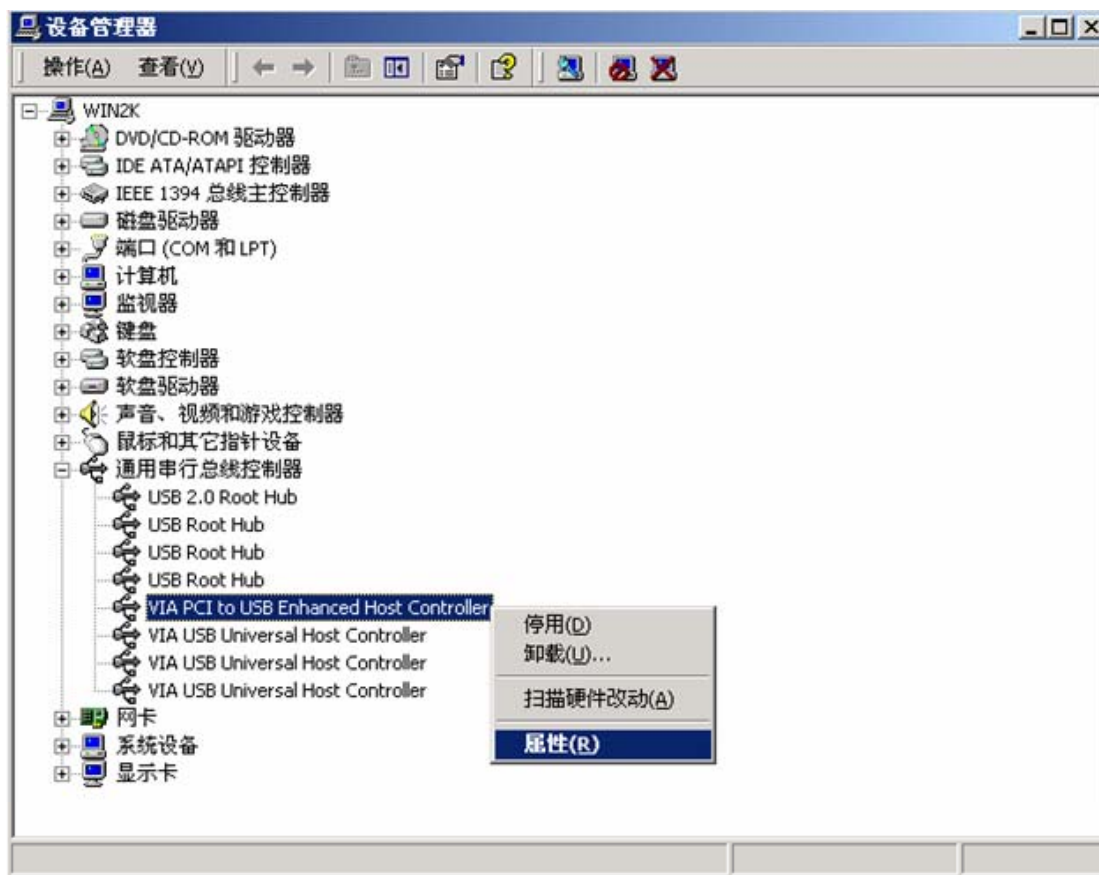 设备管理器
操作(A) 查看(V)
WIN2K
DVD/CD-ROM 驱动器
IDE ATA/ATAPI 控制器
IEEE 1394 总线主控制器
磁盘驱动器
端口 (COM 和 LPT)
计算机
监视器
键盘
软盘控制器
软盘驱动器
声音、视频和游戏控制器
鼠标和其它指针设备
通用串行总线控制器
USB 2.0 Root Hub
USB Root Hub
USB Root Hub
USB Root Hub
VIA PCI to USB Enhanced Host Controller
VIA USB Universal Host Controller
VIA USB Universal Host Controller
VIA USB Universal Host Controller
网卡
系统设备
显示卡
停用(D)
卸载(U)...
扫描硬件改动(A)
属性(R)